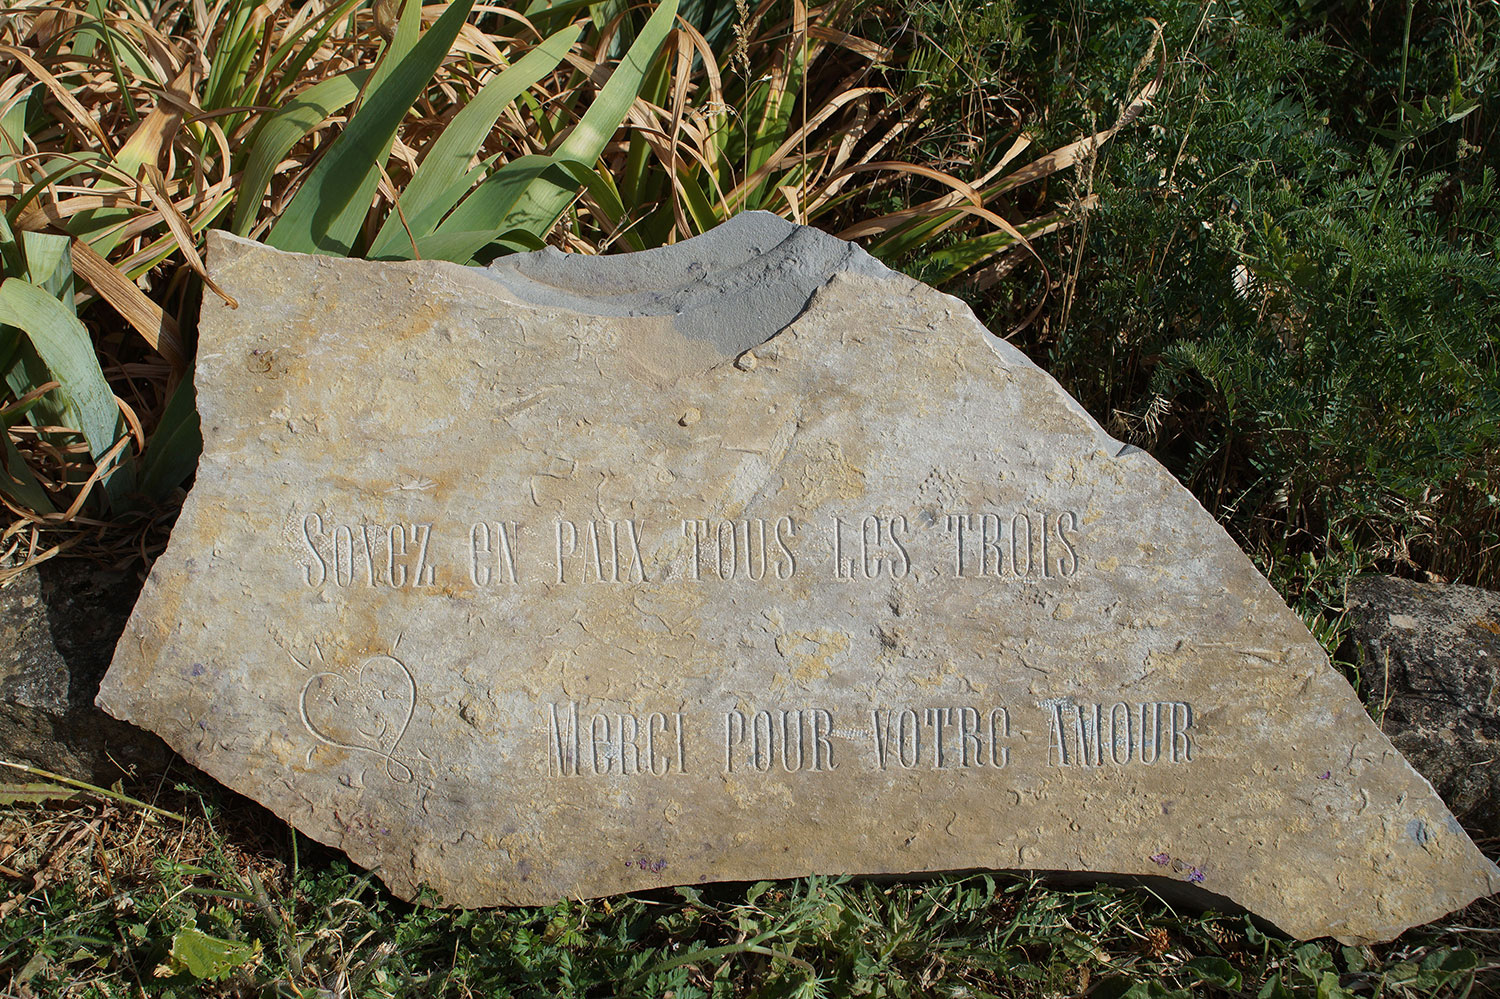 Soyez en paix tous les trois
Merci pour votre Amour